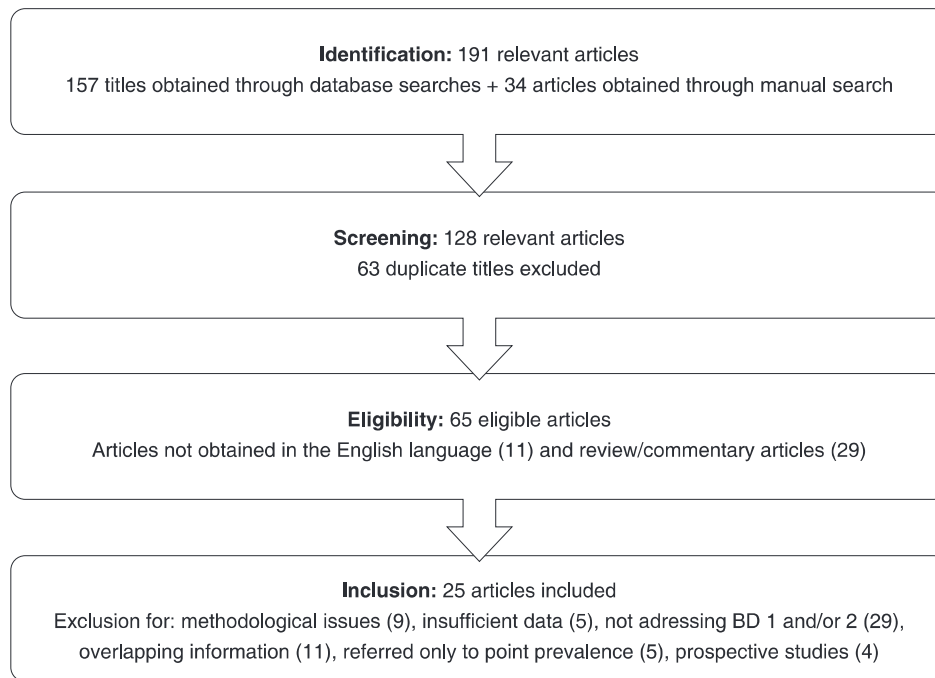 Identification: 191 relevant articles
157 titles obtained through database searches + 34 articles obtained through manual search
Screening: 128 relevant articles
63 duplicate titles excluded
Eligibility: 65 eligible articles
Articles not obtained in the English language (11) and review/commentary articles (29)
Inclusion: 25 articles included
Exclusion for: methodological issues (9), insufficient data (5), not adressing BD 1 and/or 2 (29),
overlapping information (11), referred only to point prevalence (5), prospective studies (4)